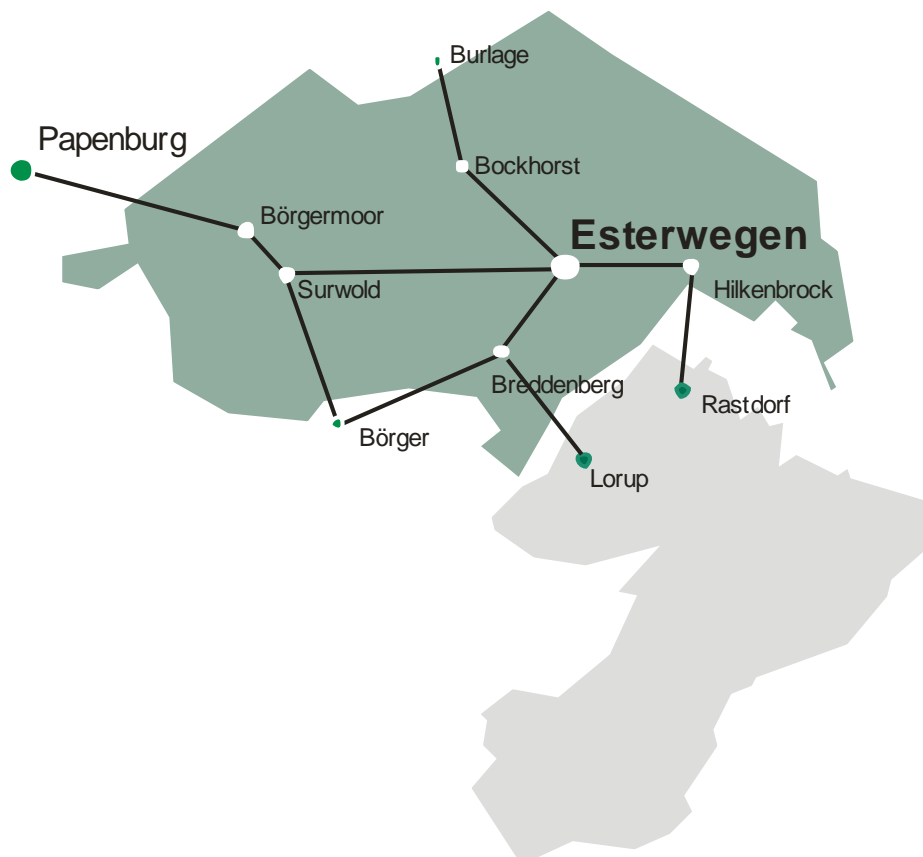 Burlage
Papenburg
Bockhorst
Börgermoor
Esterwegen
Surwold
Hilkenbrock
Breddenberg
Rastdorf
Börger
Lorup